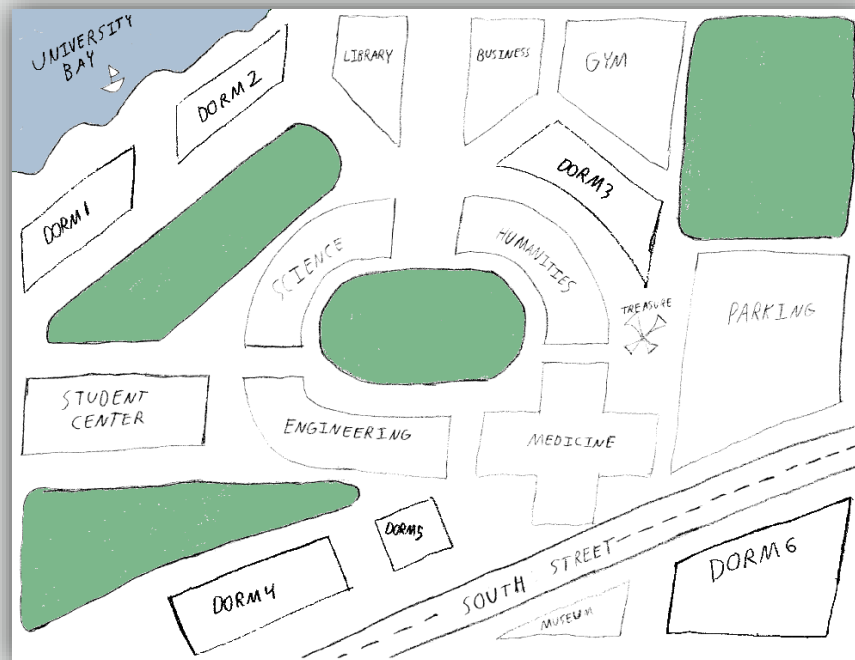 UNIVERSITY
BAY
DORM 2
LIBRARY
BUSINESS
GYM
DORM 1
DORM 3
SCIENCE
HUMANITIES
TREASURE
PARKING
STUDENT
CENTER
ENGINEERING
MEDICINE
DORM 5
DORM 4
SOUTH STREET
DORM 6
MUSEUM